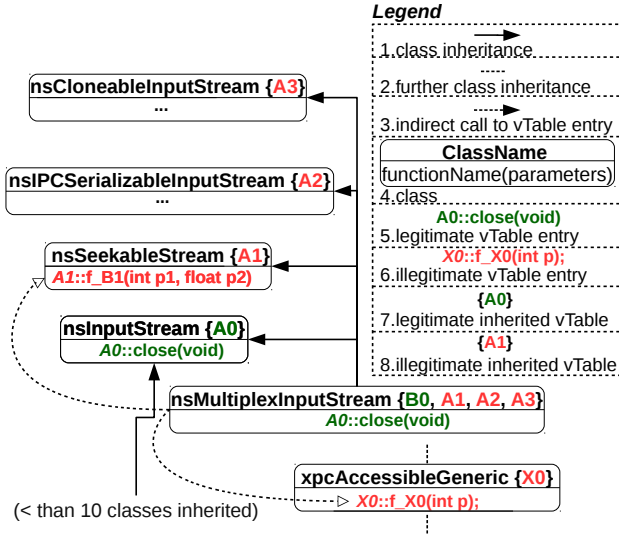 nsCloneableInputStream {A3}
...
nsIPCSerializableInputStream {A2}
...
nsSeekableStream {A1}
A1::f_B1(int p1, float p2)
nsInputStream {A0}
A0::close(void)
nsMultiplexInputStream {B0, A1, A2, A3}
A0::close(void)
xpcAccessibleGeneric {X0}
X0::f_X0(int p);
(< than 10 classes inherited)
Legend
1.class inheritance
2.further class inheritance
3.indirect call to vTable entry
ClassName
functionName(parameters)
4.class
A0::close(void)
5.legitimate vTable entry
X0::f_X0(int p);
6.illegitimate vTable entry
{A0}
7.legitimate inherited vTable
{A1}
8.illegitimate inherited vTable